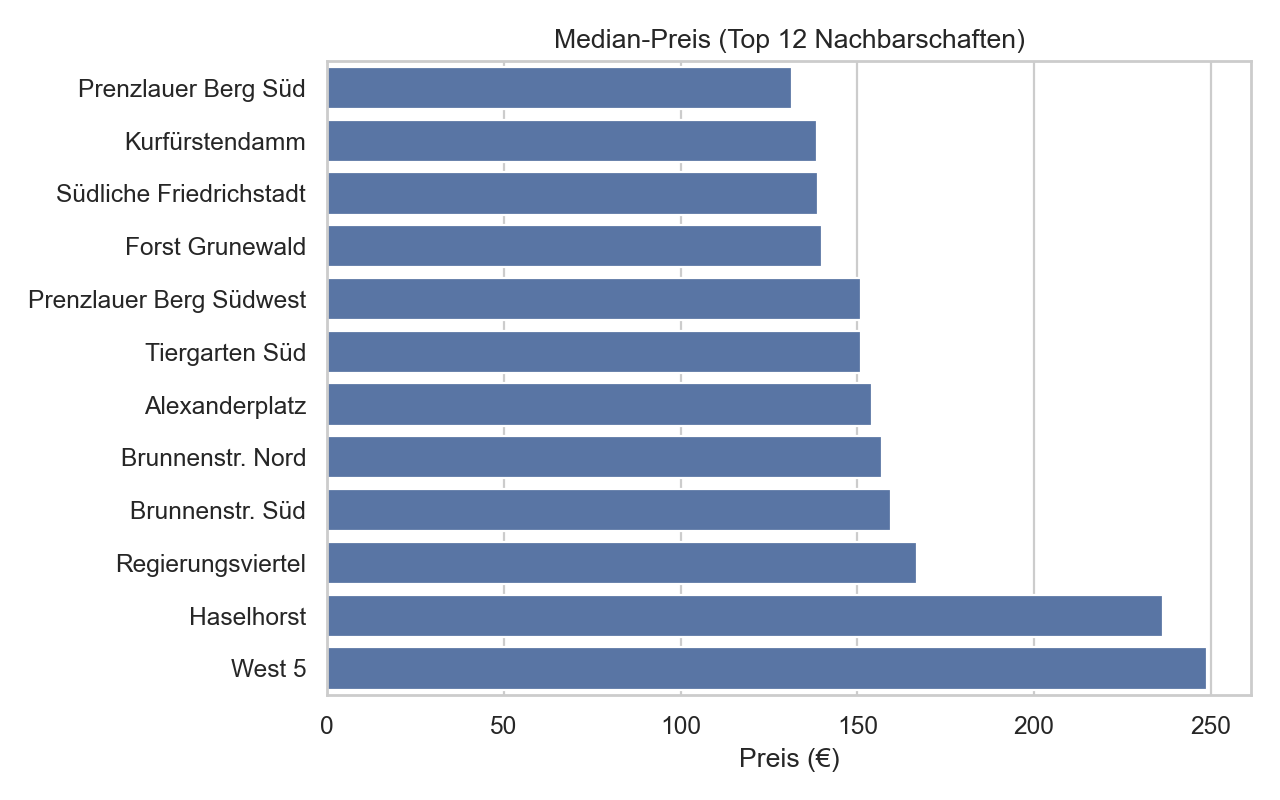 Median-Preis (Top 12 Nachbarschaften)
Prenzlauer Berg Süd
Kurfürstendamm
Südliche Friedrichstadt
Forst Grunewald
Prenzlauer Berg Südwest
Tiergarten Süd
Alexanderplatz
Brunnenstr. Nord
Brunnenstr. Süd
Regierungsviertel
Haselhorst
West 5
0 50 100 150 200 250
Preis (€)